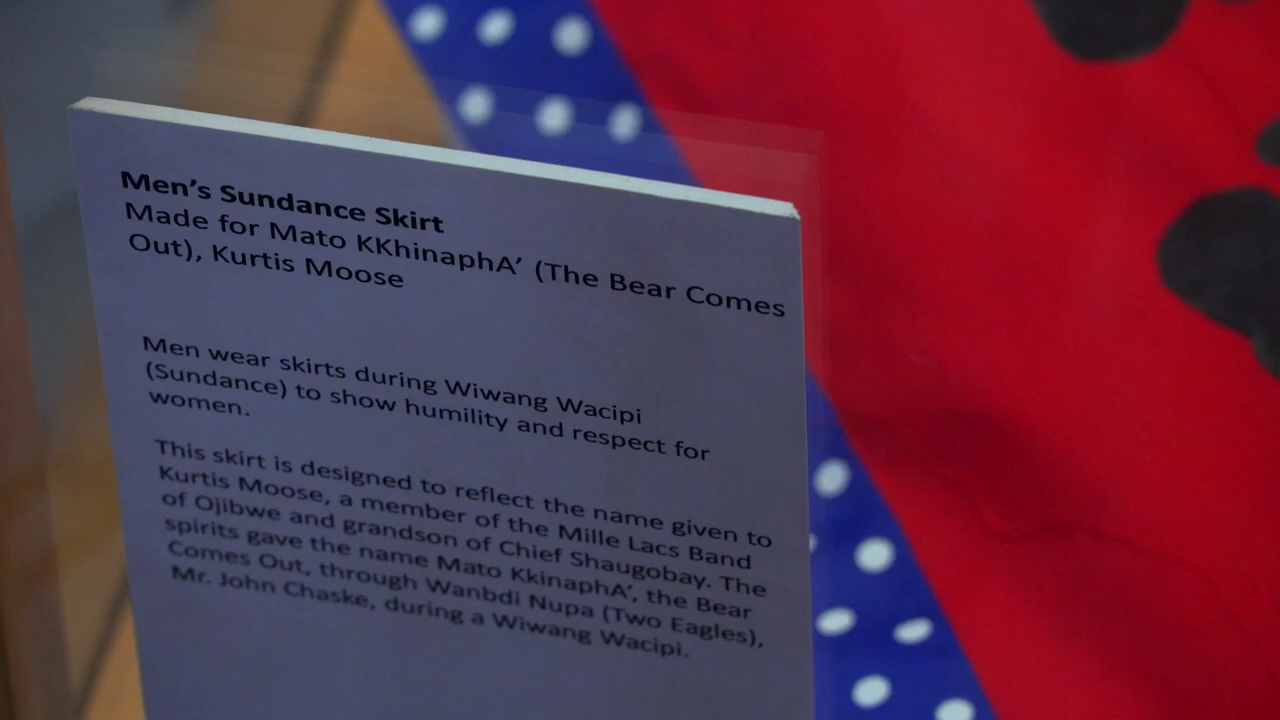 Men's Sundance Skirt
Made for Mato KKhinaphA' (The Bear Comes
Out), Kurtis Moose
Men wear skirts during Wiwang Wacipi
(Sundance) to show humility and respect for
women.
This skirt is designed to reflect the name given to
Kurtis Moose, a member of the Mille Lacs Band
of Ojibwe and grandson of Chief Shaugobay. The
spirits gave the name Mato KkinaphA', the Bear
Comes Out, through Wanbdi Nupa (Two Eagles),
Mr. John Chaske, during a Wiwang Wacipi.